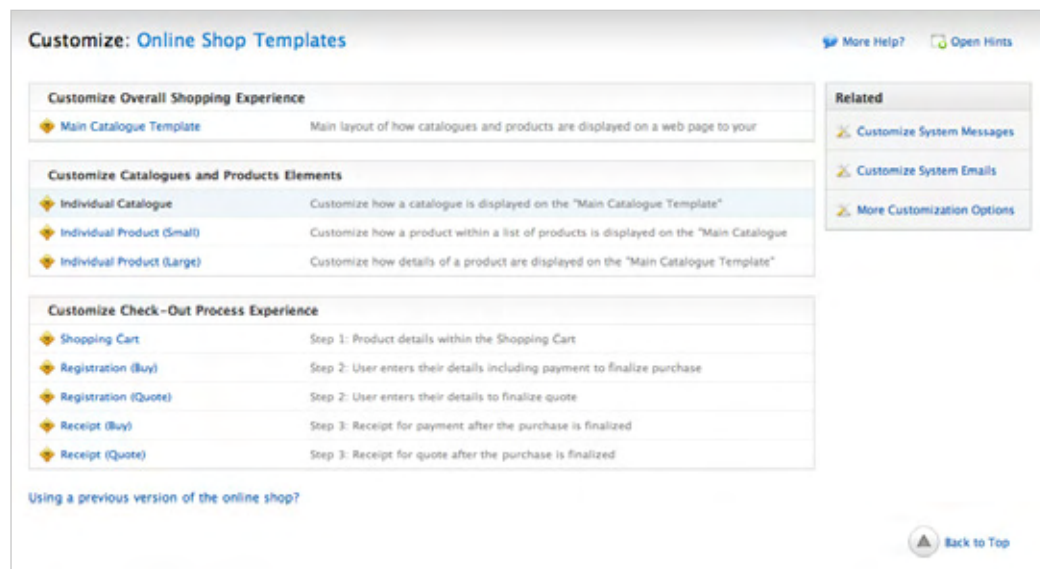 Customize: Online Shop Templates
More Help? Open Hints
Customize Overall Shopping Experience
Main Catalogue Template Main layout of how catalogues and products are displayed on a web page to your
Customize Catalogues and Products Elements
Individual Catalogue Customize how a catalogue is displayed on the "Main Catalogue Template"
Individual Product (Small) Customize how a product within a list of products is displayed on the "Main Catalogue
Individual Product (Large) Customize how details of a product are displayed on the "Main Catalogue Template"
Customize Check-Out Process Experience
Shopping Cart Step 1: Product details within the Shopping Cart
Registration (Buy) Step 2: User enters their details including payment to finalize purchase
Registration (Quote) Step 2: User enters their details to finalize quote
Receipt (Buy) Step 3: Receipt for payment after the purchase is finalized
Receipt (Quote) Step 3: Receipt for quote after the purchase is finalized
Using a previous version of the online shop?
Related
Customize System Messages
Customize System Emails
More Customization Options
Back to Top